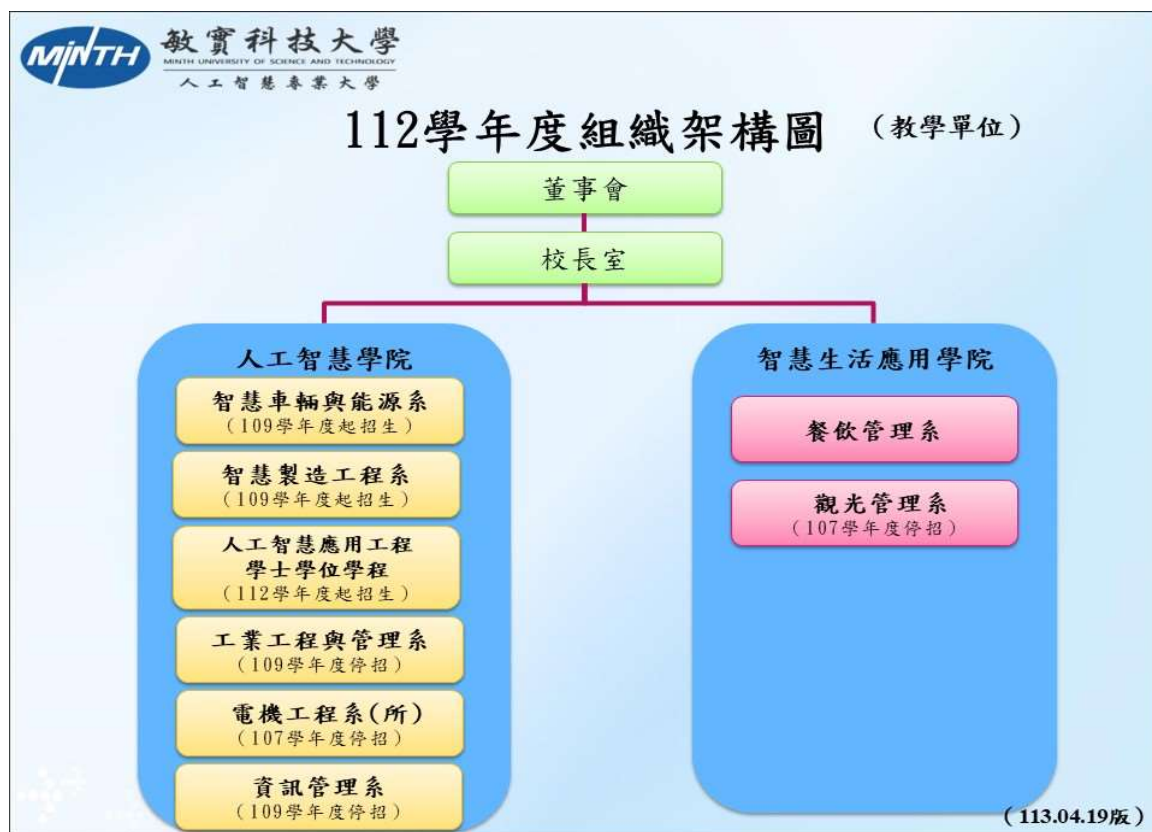 MiNTH
敏實科技大學
MINTH UNIVERSITY OF SCIENCE AND TECHNOLOGY
人工智慧專業大學
112學年度組織架構圖 (教學單位)
董事會
校長室
人工智慧學院
智慧車輛與能源系
(109學年度起招生)
智慧製造工程系
(109學年度起招生)
人工智慧應用工程
學士學位學程
(112學年度起招生)
工業工程與管理系
(109學年度停招)
電機工程系(所)
(107學年度停招)
資訊管理系
(109學年度停招)
智慧生活應用學院
餐飲管理系
觀光管理系
(107學年度停招)
(113.04.19版)